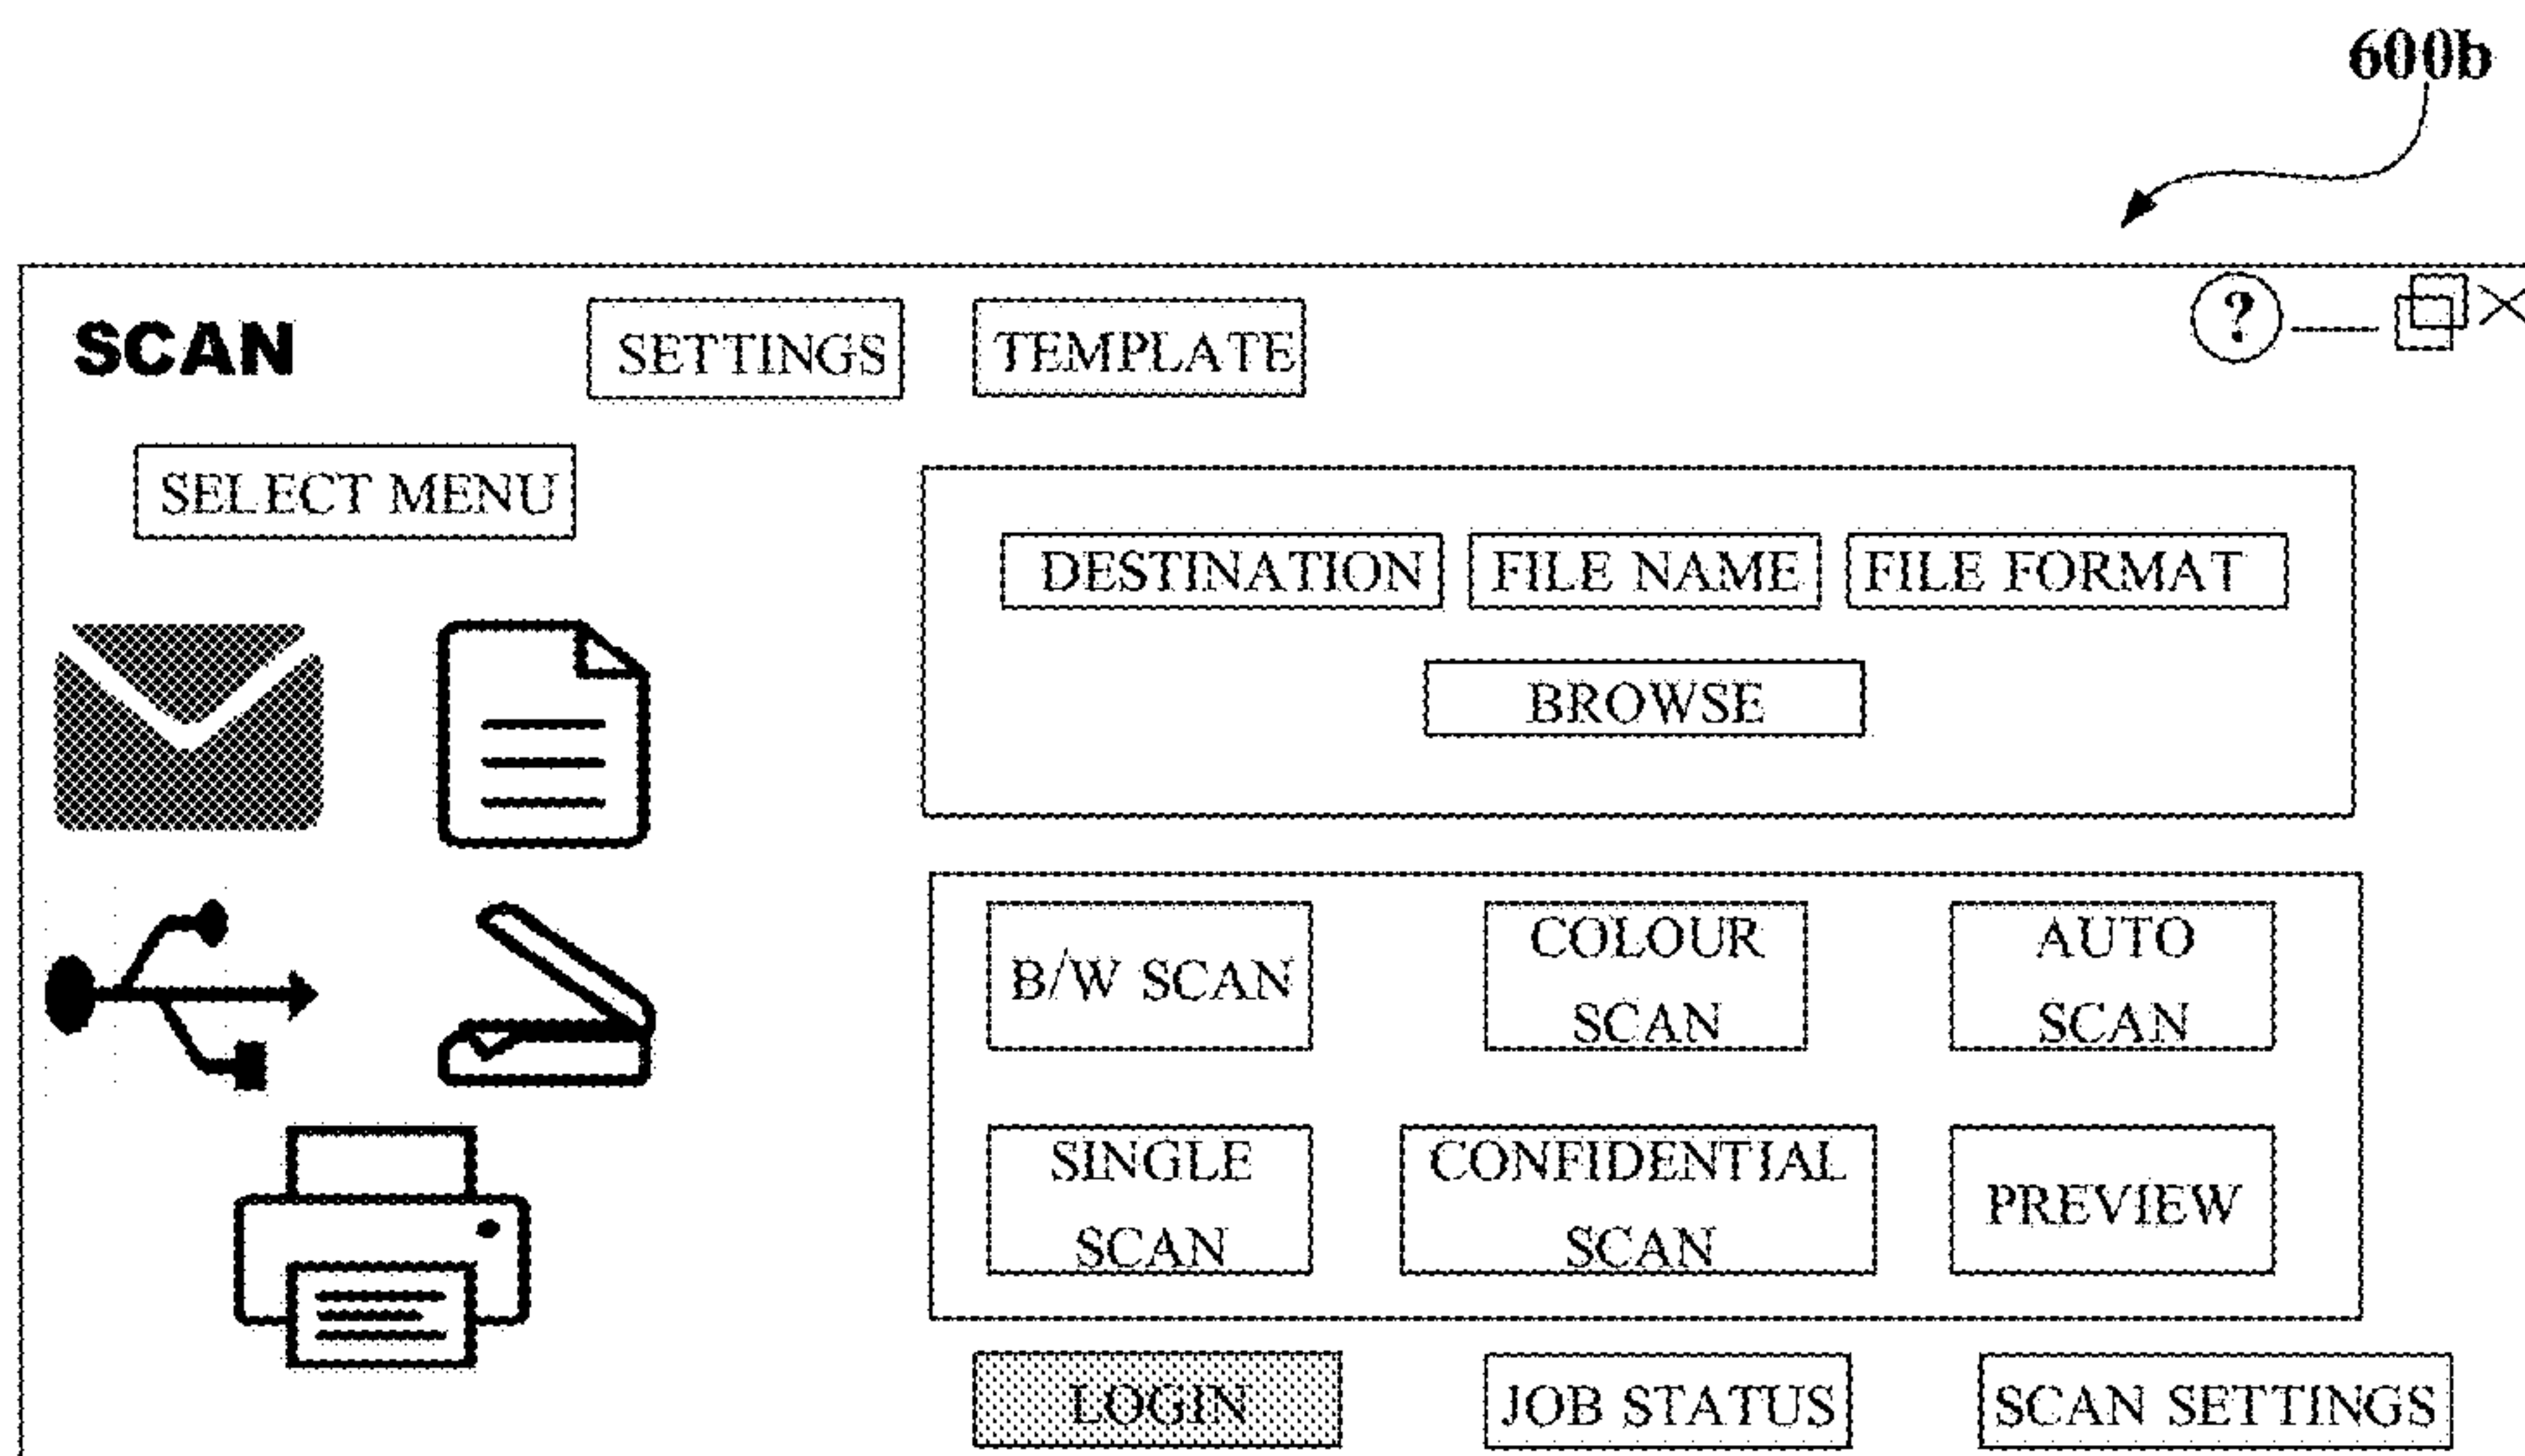 600b
SCAN
SETTINGS
TEMPLATE
?
SELECT MENU
DESTINATION
FILE NAME
FILE FORMAT
BROWSE
B/W SCAN
COLOUR
SCAN
AUTO
SCAN
SINGLE
SCAN
CONFIDENTIAL
SCAN
PREVIEW
LOGIN
JOB STATUS
SCAN SETTINGS